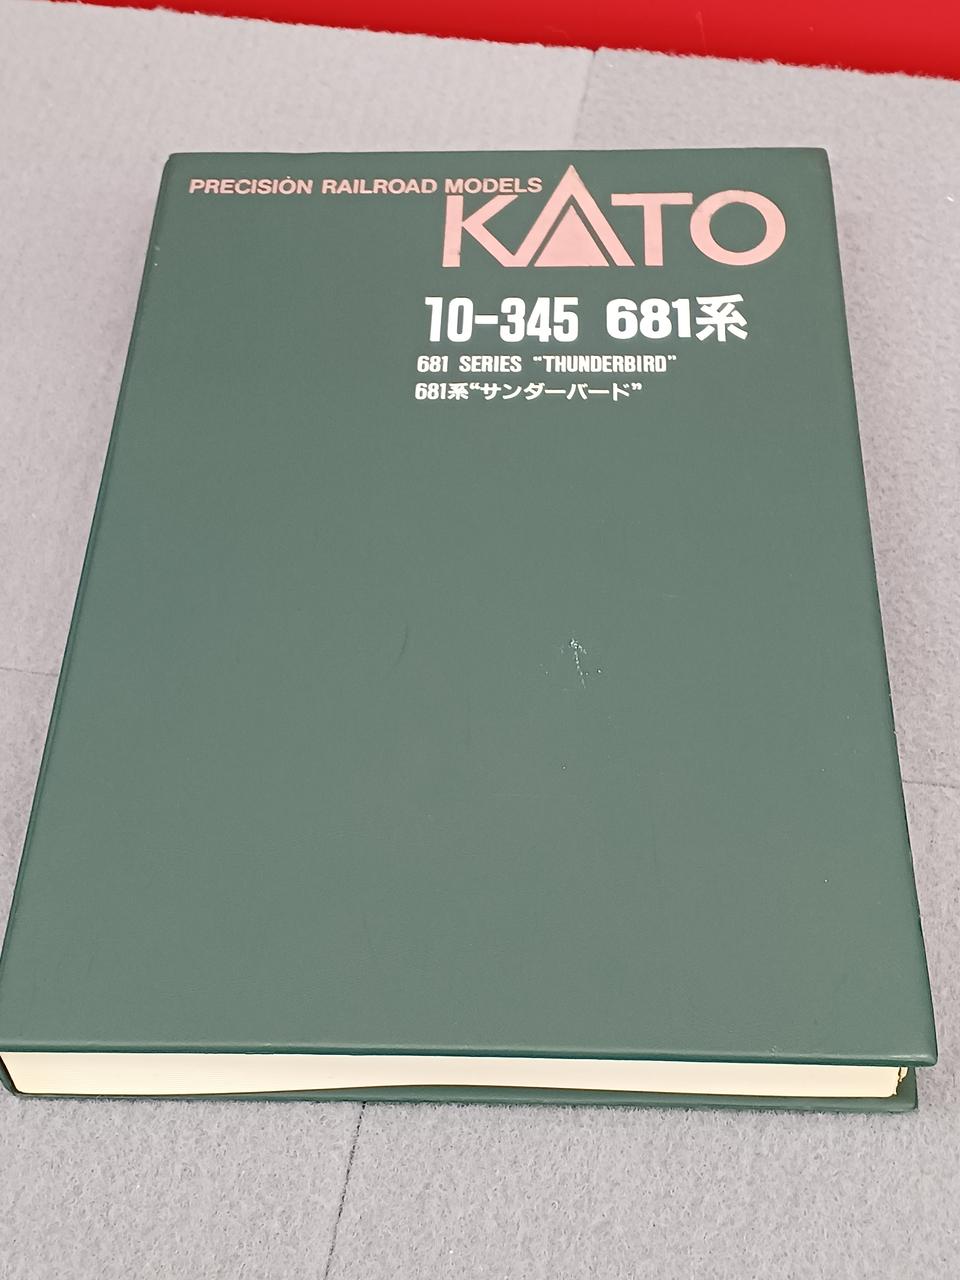 PRECISION RAILROAD MODELS
KATO
10-345 681系
681 SERIES “THUNDERBIRD”
681系“サンダーバード”